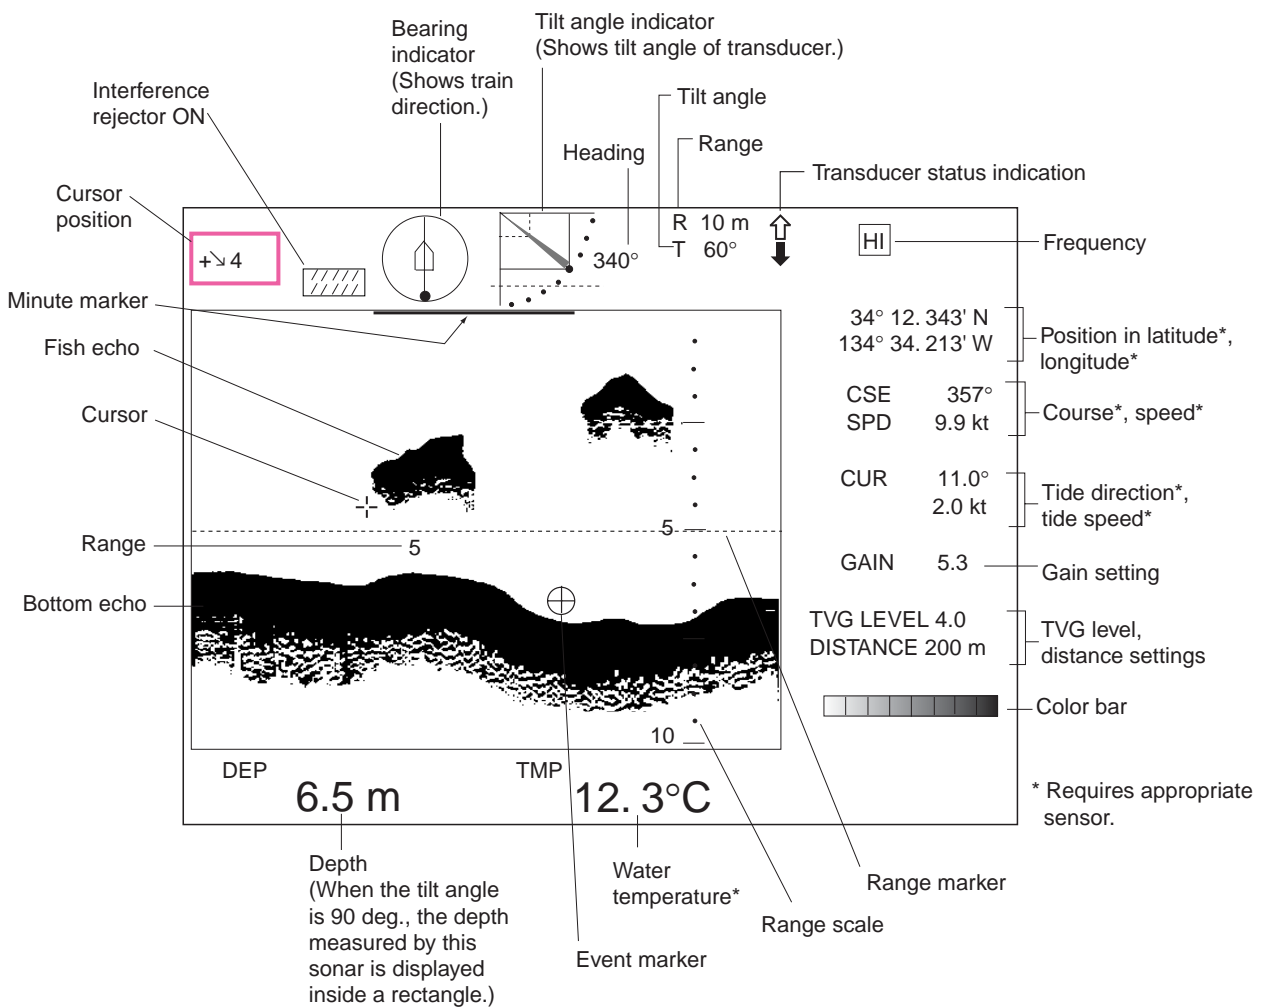 Bearing
indicator
(Shows train
direction.)
Tilt angle indicator
(Shows tilt angle of transducer.)
Interference
rejector ON
Tilt angle
Heading
Range
Transducer status indication
Cursor
position
+↘ 4
340°
R 10 m
T 60°
HI
Frequency
Minute marker
Fish echo
Cursor
Range
Bottom echo
5
5
10
34° 12. 343' N
134° 34. 213' W
Position in latitude*,
longitude*
CSE 357°
SPD 9.9 kt
Course*, speed*
CUR 11.0°
2.0 kt
Tide direction*,
tide speed*
GAIN 5.3
Gain setting
TVG LEVEL 4.0
DISTANCE 200 m
TVG level,
distance settings
Color bar
DEP
6.5 m
TMP
12. 3°C
* Requires appropriate
sensor.
Depth
(When the tilt angle
is 90 deg., the depth
measured by this
sonar is displayed
inside a rectangle.)
Water
temperature*
Range marker
Range scale
Event marker